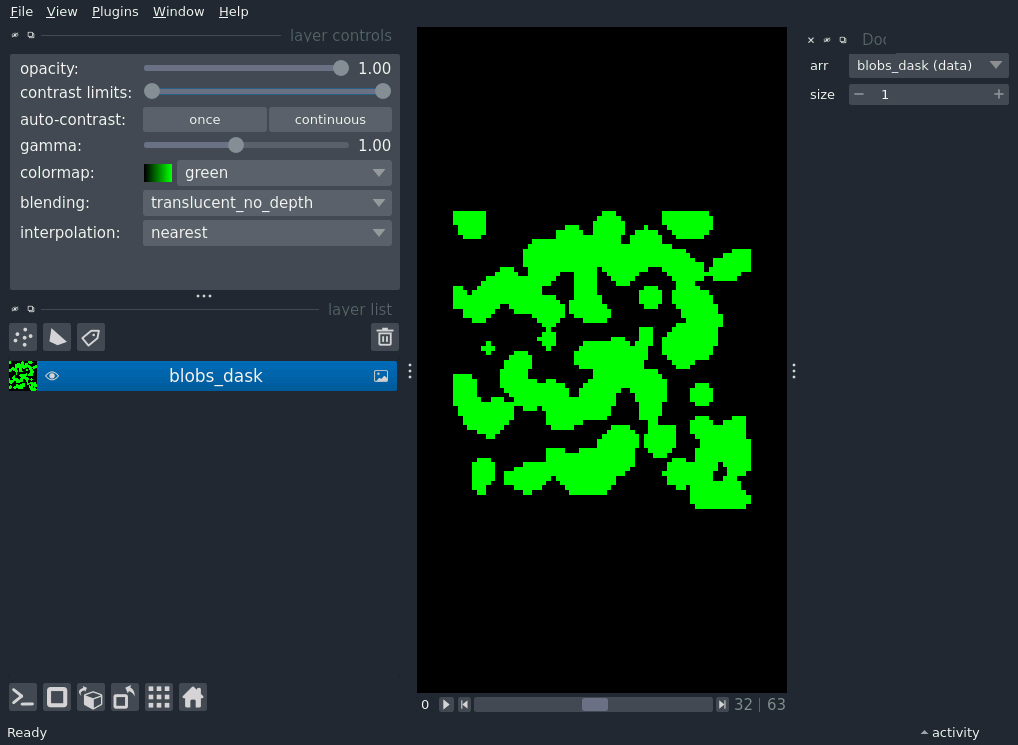 File View Plugins Window Help
layer controls
opacity: 1.00
contrast limits:
auto-contrast: once continuous
gamma: 1.00
colormap: green
blending: translucent_no_depth
interpolation: nearest
layer list
blobs_dask
0 32 | 63
arr blobs_dask (data)
size 1
Ready
activity